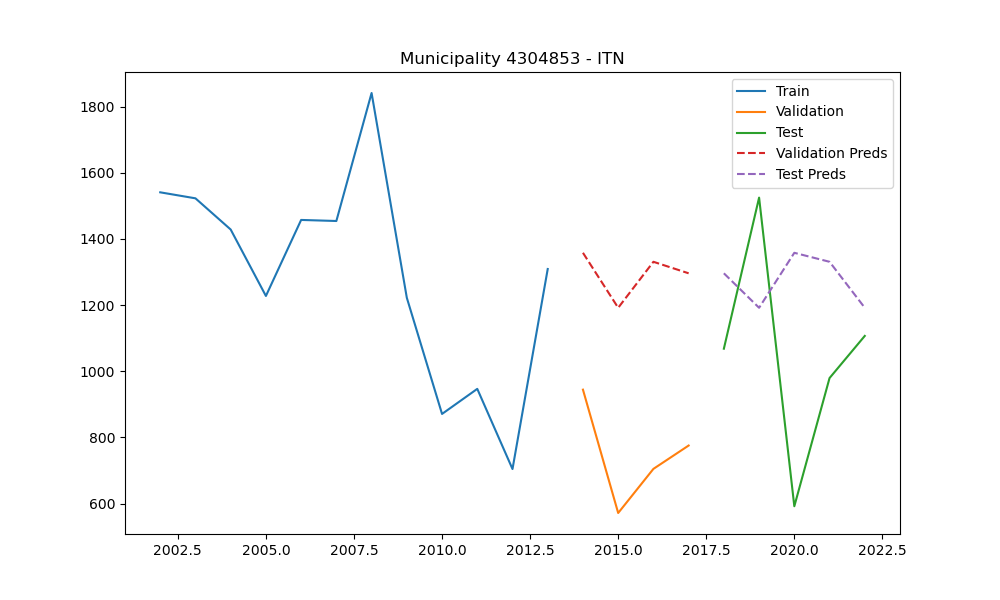 Municipality 4304853 - ITN
Train
Validation
Test
Validation Preds
Test Preds
1800
1600
1400
1200
1000
800
600
2002.5 2005.0 2007.5 2010.0 2012.5 2015.0 2017.5 2020.0 2022.5